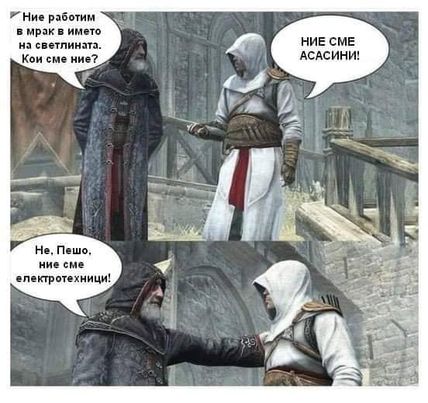 Ние работим
в мрак в името
на светлината.
Кои сме ние?
НИЕ СМЕ
АСАСИНИ!
Не, Пешо,
ние сме
електротехници!